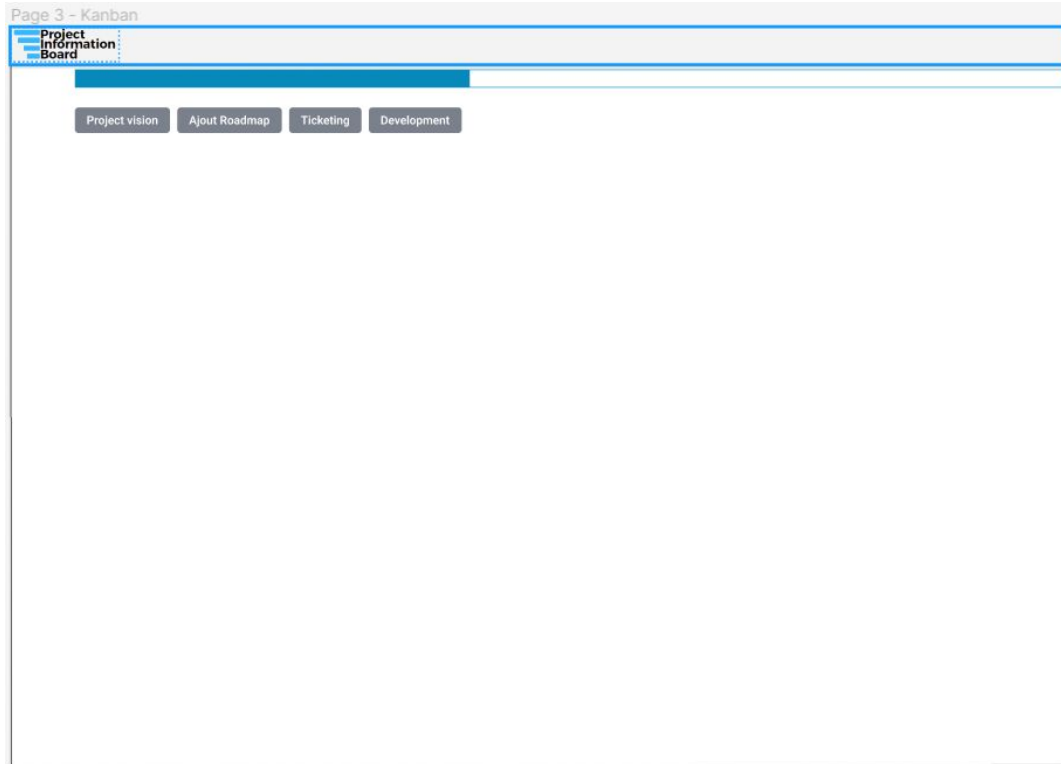 Page 3 - Kanban
Project
Information
Board
Project vision
Ajout Roadmap
Ticketing
Development